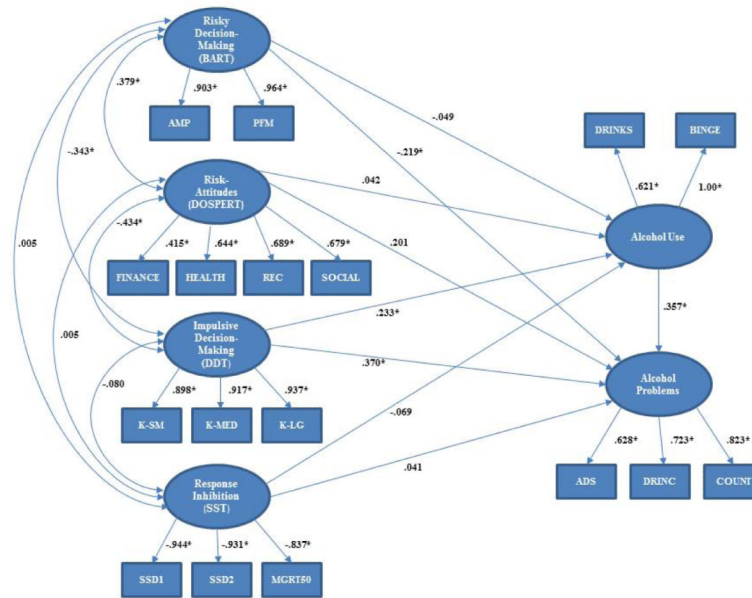 Risky
Decision-
Making
(BART)
.379*
.903*
.964*
-.049
AMP
PFM
DRINKS
BINGE
-.343*
-.219*
Risk-
Attitudes
(DOSPERT)
.042
.621*
1.00*
-.434*
.415*
.644*
.689*
.679*
.201
Alcohol Use
.005
FINANCE
HEALTH
REC
SOCIAL
.233*
.357*
.005
Impulsive
Decision-
Making
(DDT)
.370*
-.080
.898*
.917*
.937*
Alcohol
Problems
K-SM
K-MED
K-LG
-.069
.628*
.723*
.823*
.041
Response
Inhibition
(SST)
ADS
DRINC
COUNT
-.944*
-.931*
-.837*
SSD1
SSD2
MGRT50